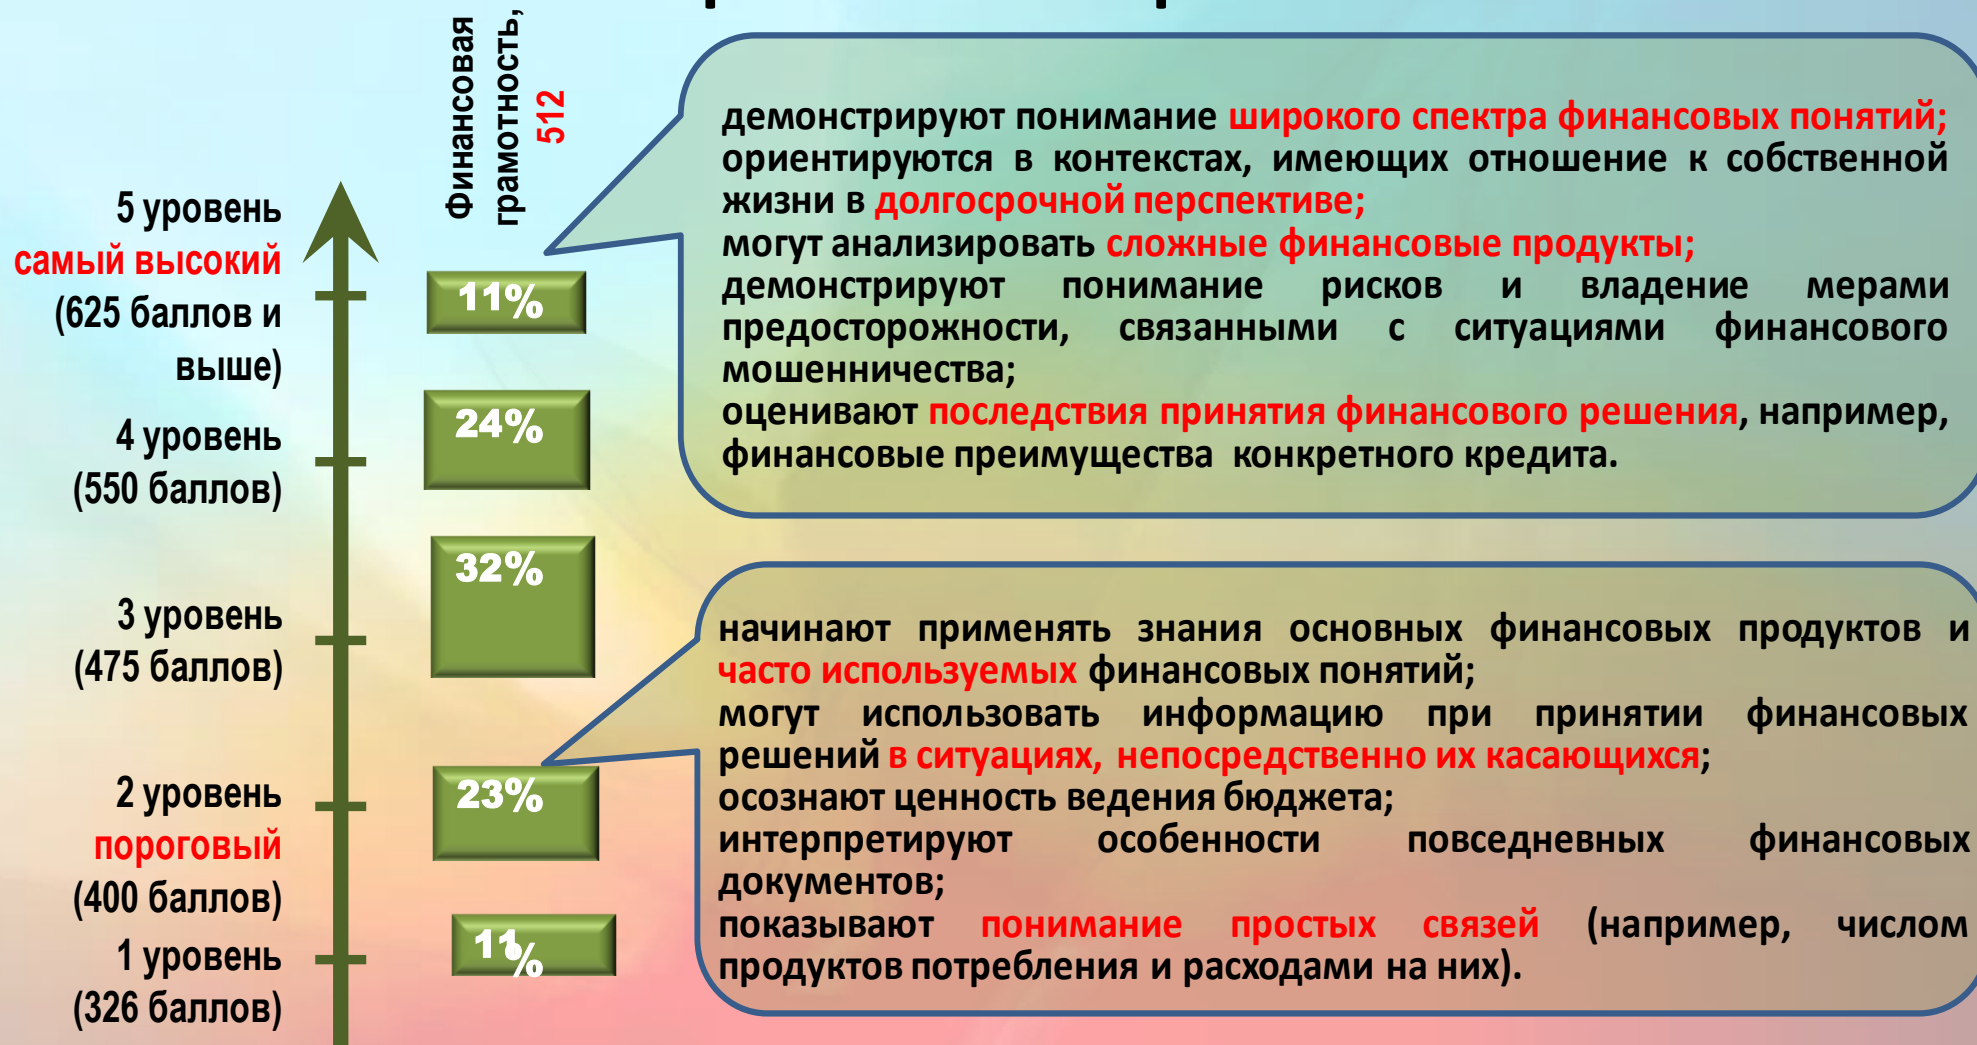 Финансовая
грамотность,
512
5 уровень
самый высокий
(625 баллов и
выше)
4 уровень
(550 баллов)
3 уровень
(475 баллов)
2 уровень
пороговый
(400 баллов)
1 уровень
(326 баллов)
11%
24%
32%
23%
11%
демонстрируют понимание широкого спектра финансовых понятий;
ориентируются в контекстах, имеющих отношение к собственной
жизни в долгосрочной перспективе;
могут анализировать сложные финансовые продукты;
демонстрируют понимание рисков и владение мерами
предосторожности, связанными с ситуациями финансового
мошенничества;
оценивают последствия принятия финансового решения, например,
финансовые преимущества конкретного кредита.
начинают применять знания основных финансовых продуктов и
часто используемых финансовых понятий;
могут использовать информацию при принятии финансовых
решений в ситуациях, непосредственно их касающихся;
осознают ценность ведения бюджета;
интерпретируют особенности повседневных финансовых
документов;
показывают понимание простых связей (например, числом
продуктов потребления и расходами на них).